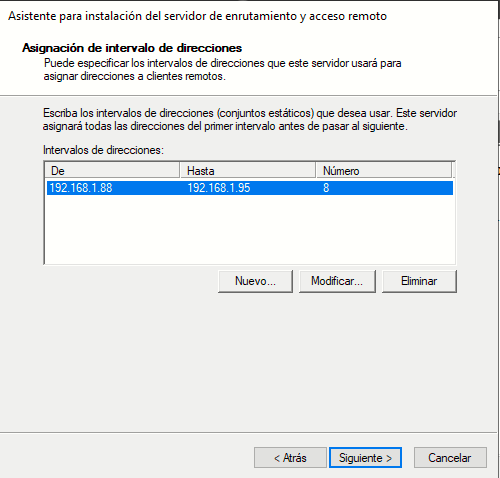 Asistente para instalación del servidor de enrutamiento y acceso remoto
Asignación de intervalo de direcciones
Puede especificar los intervalos de direcciones que este servidor usará para
asignar direcciones a clientes remotos.
Escriba los intervalos de direcciones (conjuntos estáticos) que desea usar. Este servidor
asignará todas las direcciones del primer intervalo antes de pasar al siguiente.
Intervalos de direcciones:
De Hasta Número
192.168.1.88 192.168.1.95 8
Nuevo... Modificar... Eliminar
< Atrás Siguiente > Cancelar